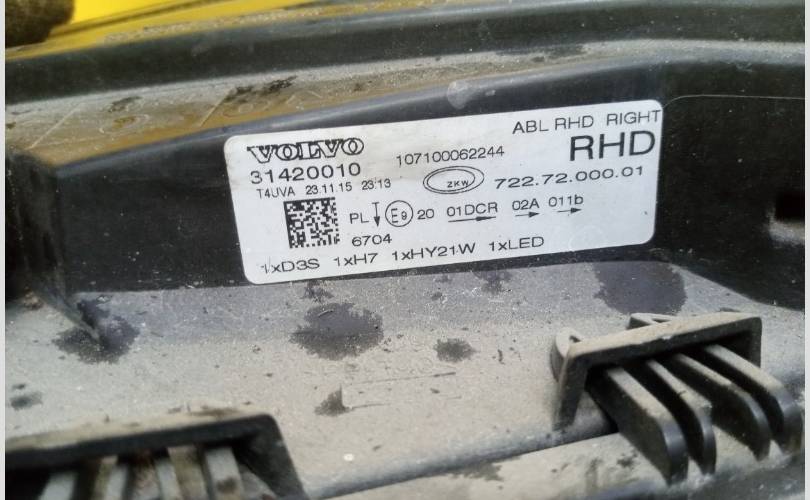 ABL RHD RIGHT
VOLVO 107100062244 RHD
31420010 ZKW 722.72.000.01
T4UVA 23.11.15 23:13
PL E9 20 01DCR 02A 011b
6704
1xD3S 1xH7 1xHY21W 1xLED